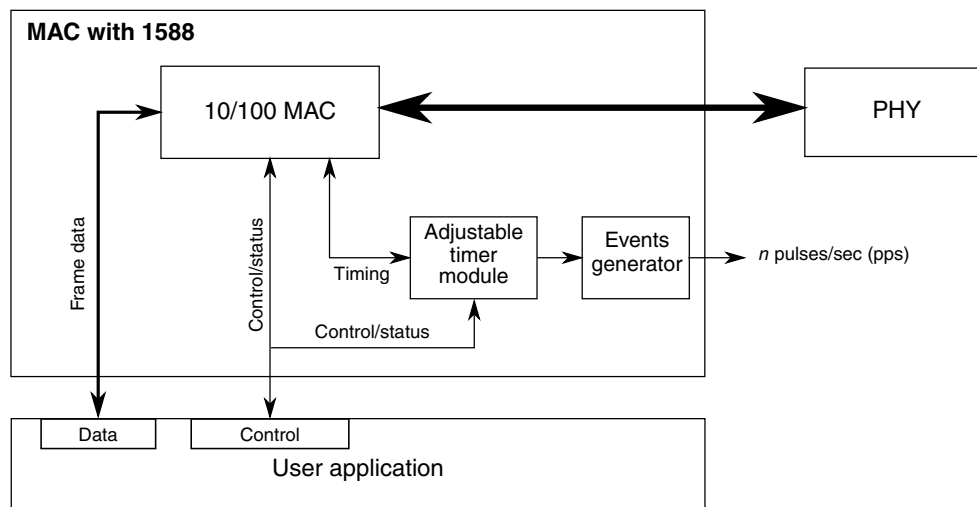 MAC with 1588
10/100 MAC
PHY
Frame data
Control/status
Timing
Adjustable
timer
module
Events
generator
n pulses/sec (pps)
Control/status
Data
Control
User application